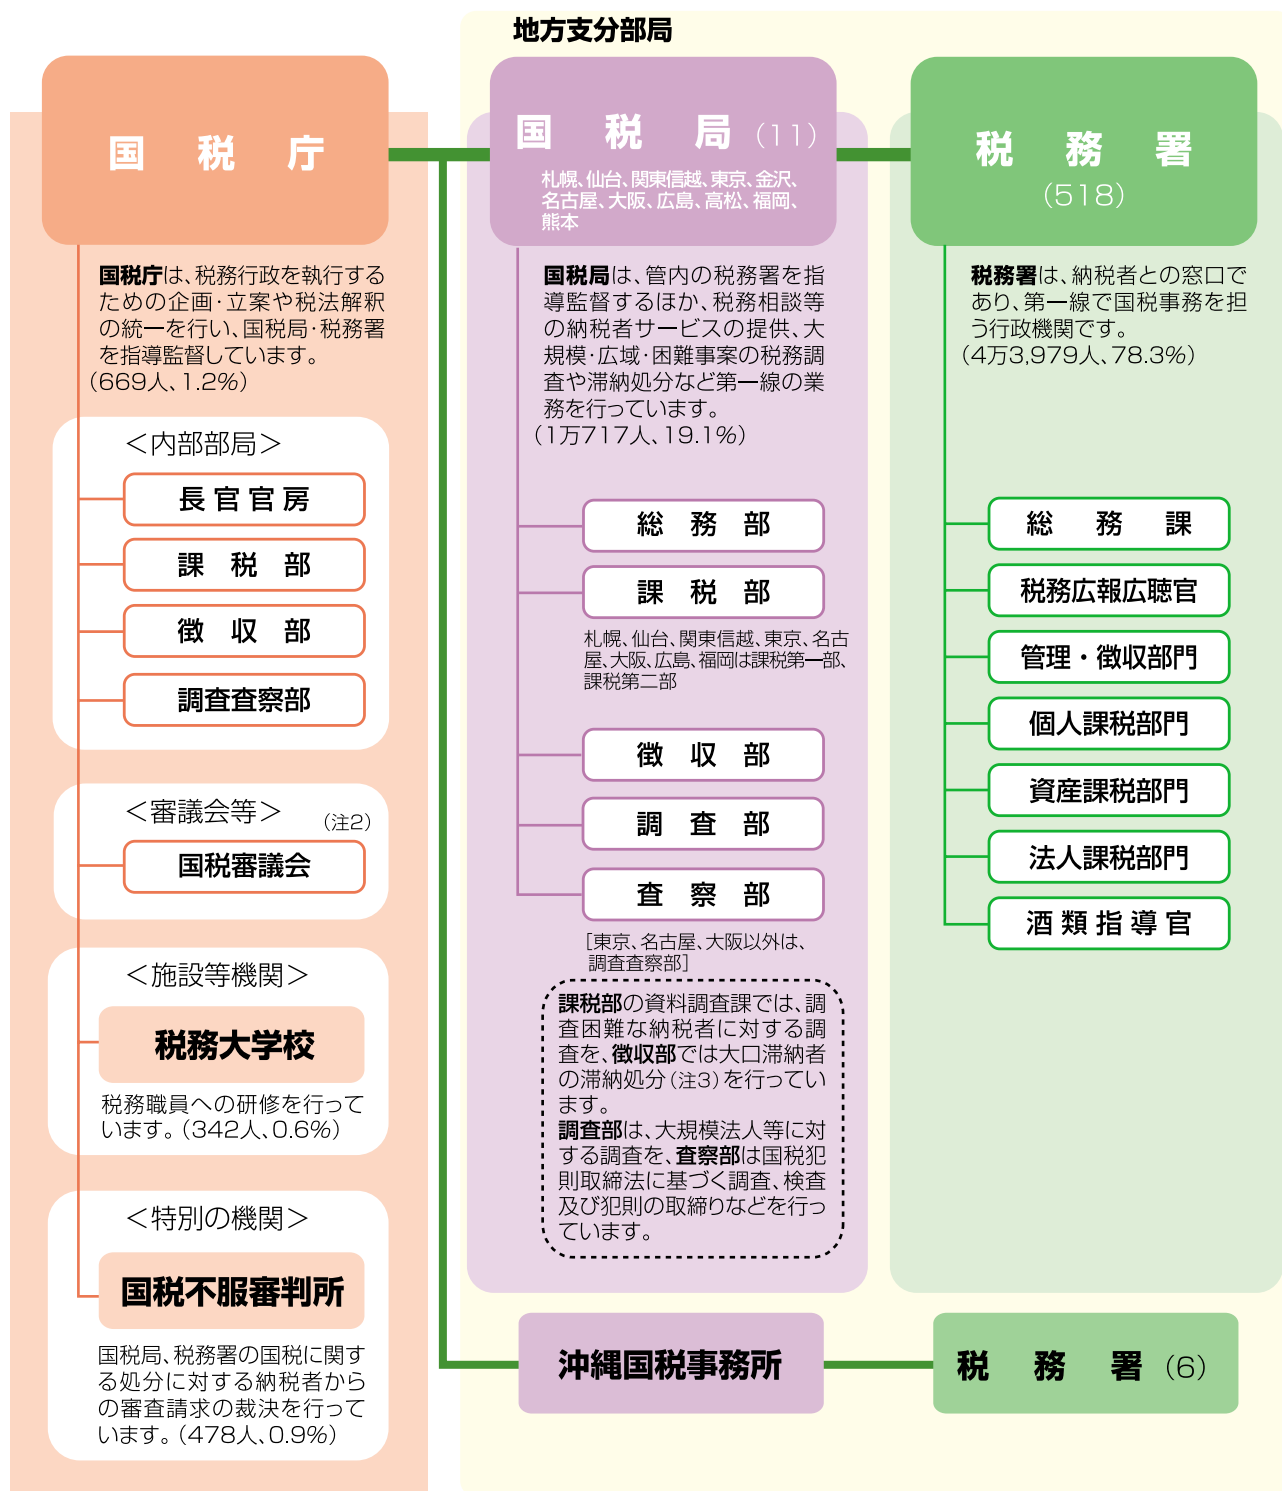 地方支分部局
国税庁
国税庁は、税務行政を執行する
ための企画・立案や税法解釈
の統一を行い、国税局・税務署
を指導監督しています。
（669人、1.2%）
＜内部部局＞
長官官房
課税部
徴収部
調査査察部
＜審議会等＞
（注2）
国税審議会
＜施設等機関＞
税務大学校
税務職員への研修を行って
います。（342人、0.6%）
＜特別の機関＞
国税不服審判所
国税局、税務署の国税に関す
る処分に対する納税者から
の審査請求の裁決を行って
います。（478人、0.9%）
国税局（11）
札幌、仙台、関東信越、東京、金沢、
名古屋、大阪、広島、高松、福岡、
熊本
国税局は、管内の税務署を指
導監督するほか、税務相談等
の納税者サービスの提供、大
規模・広域・困難事案の税務調
査や滞納処分など第一線の業
務を行っています。
（1万717人、19.1%）
総務部
課税部
札幌、仙台、関東信越、東京、名古
屋、大阪、広島、福岡は課税第一部、
課税第二部
徴収部
調査部
査察部
［東京、名古屋、大阪以外は、
調査査察部］
課税部の資料調査課では、調
査困難な納税者に対する調
査を、徴収部では大口滞納者
の滞納処分（注3）を行ってい
ます。
調査部は、大規模法人等に対
する調査を、査察部は国税犯
則取締法に基づく調査、検査
及び犯則の取締りなどを行っ
ています。
税務署
（518）
税務署は、納税者との窓口で
あり、第一線で国税事務を担
う行政機関です。
（4万3,979人、78.3%）
総務課
税務広報広聴官
管理・徴収部門
個人課税部門
資産課税部門
法人課税部門
酒類指導官
沖縄国税事務所
税務署（6）